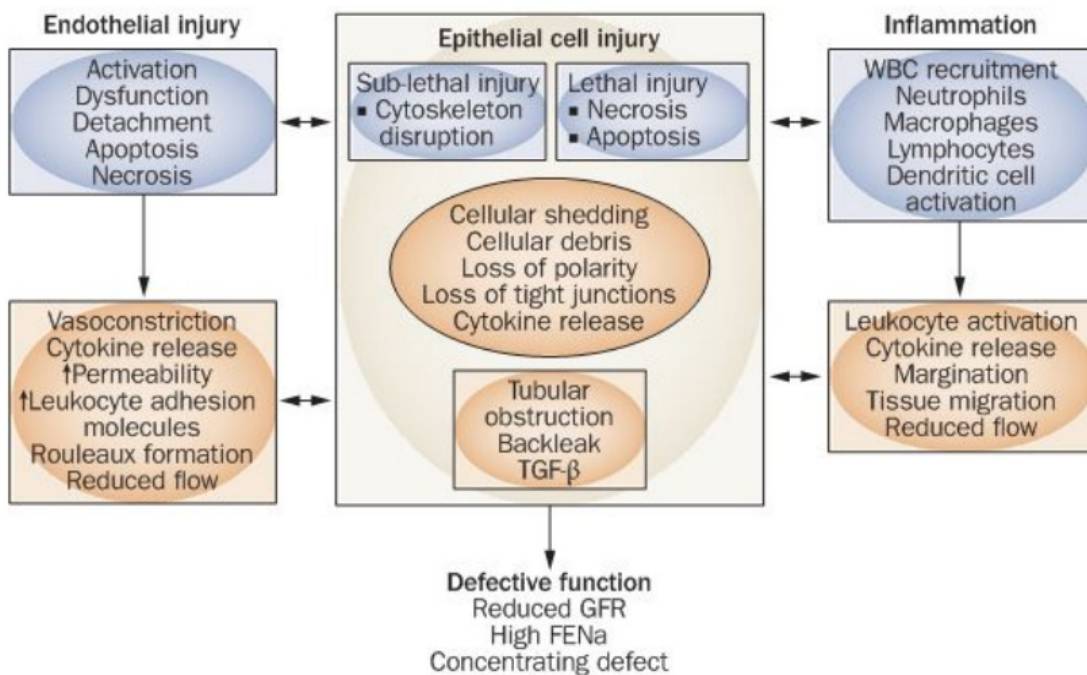 Endothelial injury
Activation
Dysfunction
Detachment
Apoptosis
Necrosis
Vasoconstriction
Cytokine release
↑Permeability
↑Leukocyte adhesion
molecules
Rouleaux formation
Reduced flow
Epithelial cell injury
Sub-lethal injury
▪ Cytoskeleton
disruption
Lethal injury
▪ Necrosis
▪ Apoptosis
Cellular shedding
Cellular debris
Loss of polarity
Loss of tight junctions
Cytokine release
Tubular
obstruction
Backleak
TGF-β
Defective function
Reduced GFR
High FENa
Concentrating defect
Inflammation
WBC recruitment
Neutrophils
Macrophages
Lymphocytes
Dendritic cell
activation
Leukocyte activation
Cytokine release
Margination
Tissue migration
Reduced flow